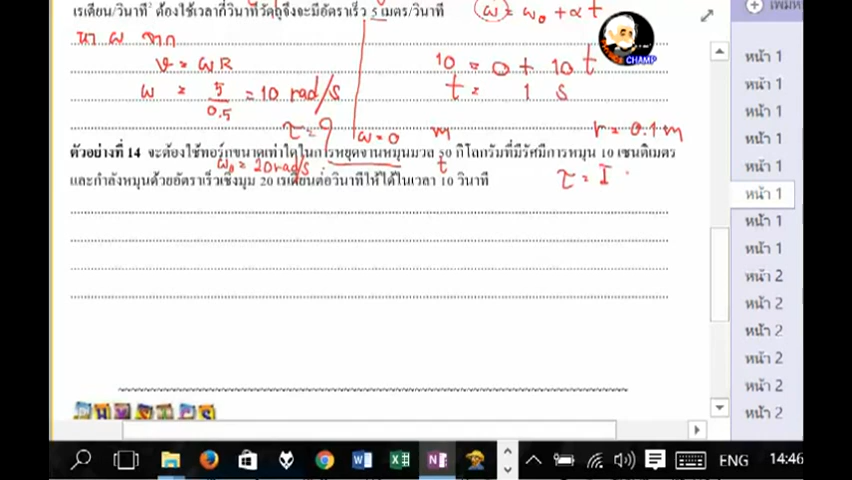 เรเดียน/วินาที² ต้องใช้เวลากี่วินาทีวัตถุจึงจะมีอัตราเร็ว 5 เมตร/วินาที
ω = ω₀ + α t
หา ω จาก
v = ωR
ω = 5/0.5 = 10 rad/s
10 = 0 + 10 t
t = 1 s
CHAMP
τ = ?
ω = 0
m
r = 0.1 m
ตัวอย่างที่ 14 จะต้องใช้ทอร์กขนาดเท่าใดในการหยุดจานหมุนมวล 50 กิโลกรัมที่มีรัศมีการหมุน 10 เซนติเมตร
ω₀ = 20 rad/s
t
และกำลังหมุนด้วยอัตราเร็วเชิงมุม 20 เรเดียนต่อวินาทีให้ได้ในเวลา 10 วินาที
τ = I
PHYSICS
หน้า 1
หน้า 1
หน้า 1
หน้า 1
หน้า 1
หน้า 1
หน้า 1
หน้า 1
หน้า 2
หน้า 2
หน้า 2
หน้า 2
หน้า 2
หน้า 2
ENG
14:46